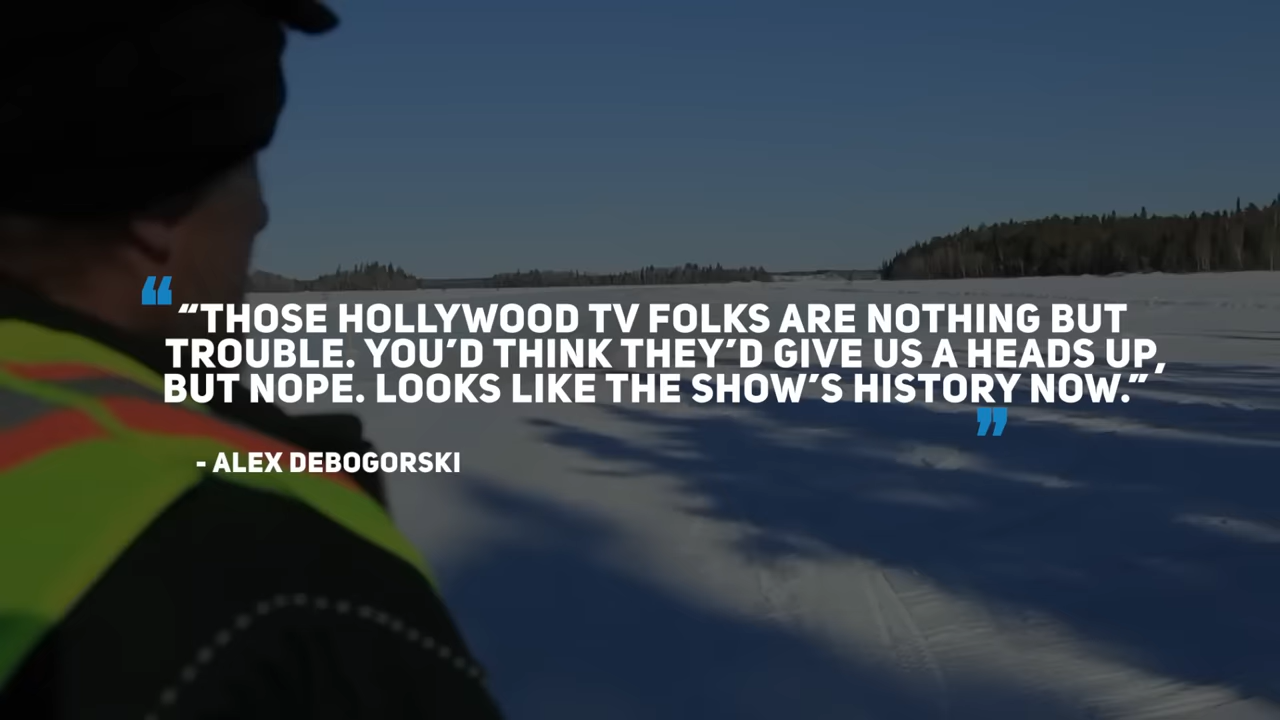 “THOSE HOLLYWOOD TV FOLKS ARE NOTHING BUT
TROUBLE. YOU’D THINK THEY’D GIVE US A HEADS UP,
BUT NOPE. LOOKS LIKE THE SHOW’S HISTORY NOW.”
- ALEX DEBOGORSKI